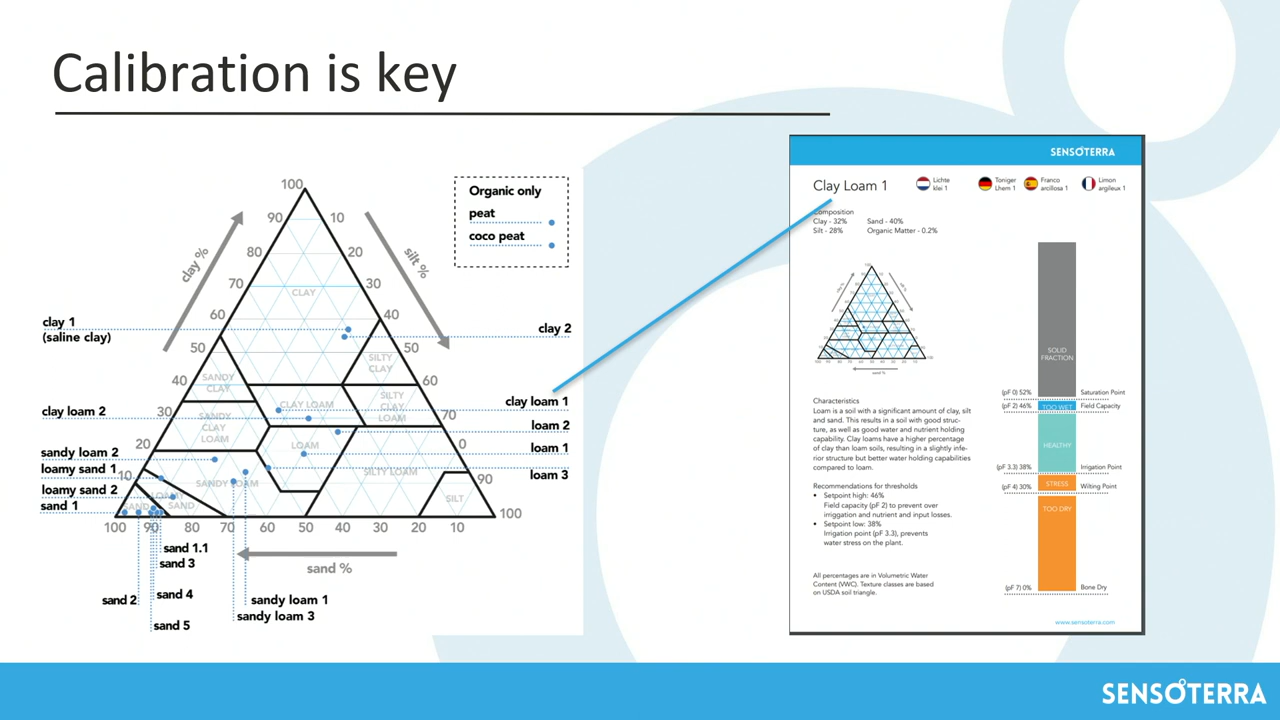 Calibration is key
Organic only
peat
coco peat
100
90
10
80
20
70
30
60
40
50
50
40
60
30
70
20
0
10
90
100
100
90
80
70
60
50
40
30
20
10
clay %
silt %
sand %
CLAY
SILTY
CLAY
SANDY
CLAY
CLAY LOAM
SILTY
CLAY
LOAM
SANDY
CLAY
LOAM
LOAM
SILTY LOAM
SANDY LOAM
SILT
LOAMY
SAND
SAND
clay 1
(saline clay)
clay 2
clay loam 1
clay loam 2
loam 2
loam 1
loam 3
sandy loam 2
loamy sand 1
loamy sand 2
sand 1
sand 1.1
sand 3
sand 4
sand 2
sand 5
sandy loam 1
sandy loam 3
SENSOTERRA
Clay Loam 1
Lichte
klei 1
Toniger
Lhem 1
Franco
arcillosa 1
Limon
argileux 1
Composition
Clay - 32% Sand - 40%
Silt - 28% Organic Matter - 0.2%
sand %
Characteristics
Loam is a soil with a significant amount of clay, silt
and sand. This results in a soil with good struc-
ture, as well as good water and nutrient holding
capability. Clay loams have a higher percentage
of clay than loam soils, resulting in a slightly infe-
rior structure but better water holding capabilities
compared to loam.
Recommendations for thresholds
• Setpoint high: 46%
Field capacity (pF 2) to prevent over
irriggation and nutrient and input losses.
• Setpoint low: 38%
Irrigation point (pF 3.3), prevents
water stress on the plant.
All percentages are in Volumetric Water
Content (VWC). Texture classes are based
on USDA soil triangle.
SOLID
FRACTION
(pF 0) 52% Saturation Point
(pF 2) 46% TOO WET Field Capacity
HEALTHY
(pF 3.3) 38% Irrigation Point
STRESS
(pF 4) 30% Wilting Point
TOO DRY
(pF 7) 0% Bone Dry
www.sensoterra.com
SENSOTERRA